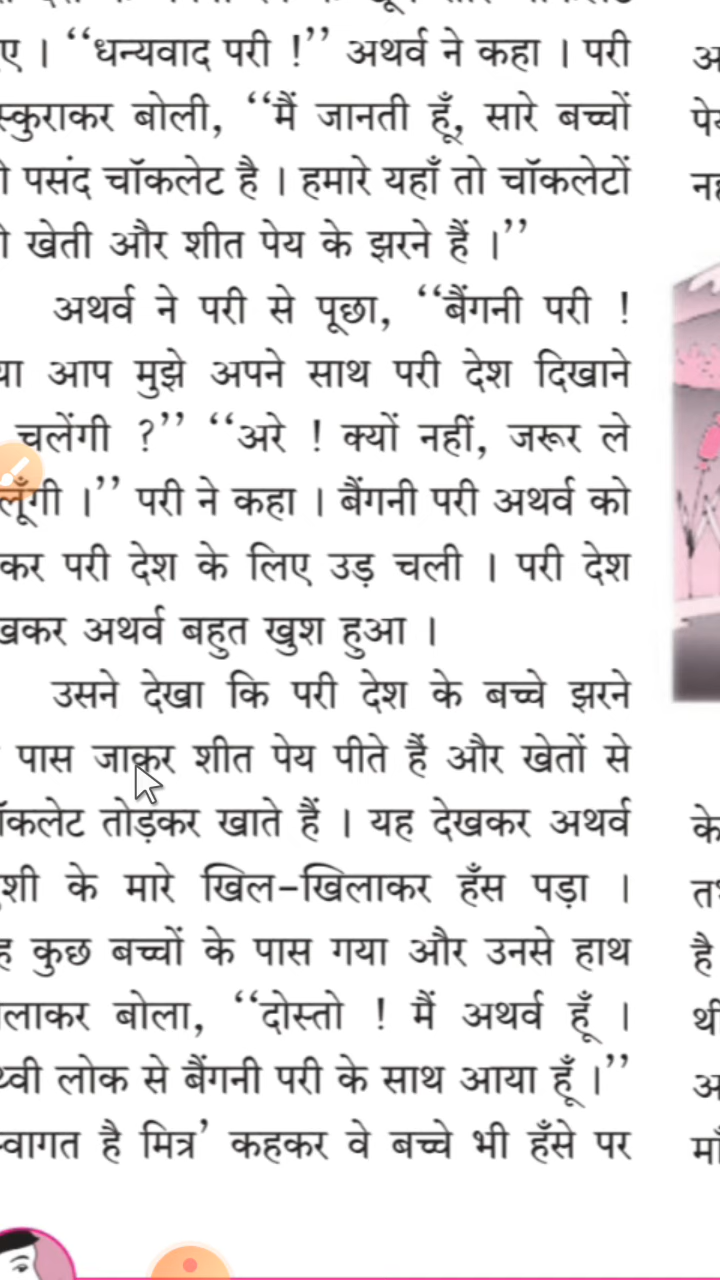 ए । ‘‘धन्यवाद परी !’’ अथर्व ने कहा । परी
स्कुराकर बोली, ‘‘मैं जानती हूँ, सारे बच्चों
पसंद चॉकलेट है । हमारे यहाँ तो चॉकलेटों
खेती और शीत पेय के झरने हैं ।’’
अथर्व ने परी से पूछा, ‘‘बैंगनी परी !
या आप मुझे अपने साथ परी देश दिखाने
चलेंगी ?’’ ‘‘अरे ! क्यों नहीं, जरूर ले
लूँगी ।’’ परी ने कहा । बैंगनी परी अथर्व को
कर परी देश के लिए उड़ चली । परी देश
खकर अथर्व बहुत खुश हुआ ।
उसने देखा कि परी देश के बच्चे झरने
पास जाकर शीत पेय पीते हैं और खेतों से
ॉकलेट तोड़कर खाते हैं । यह देखकर अथर्व
शी के मारे खिल-खिलाकर हँस पड़ा ।
ह कुछ बच्चों के पास गया और उनसे हाथ
लाकर बोला, ‘‘दोस्तो ! मैं अथर्व हूँ ।
थ्वी लोक से बैंगनी परी के साथ आया हूँ ।’’
स्वागत है मित्र’ कहकर वे बच्चे भी हँसे पर
के
है
थी